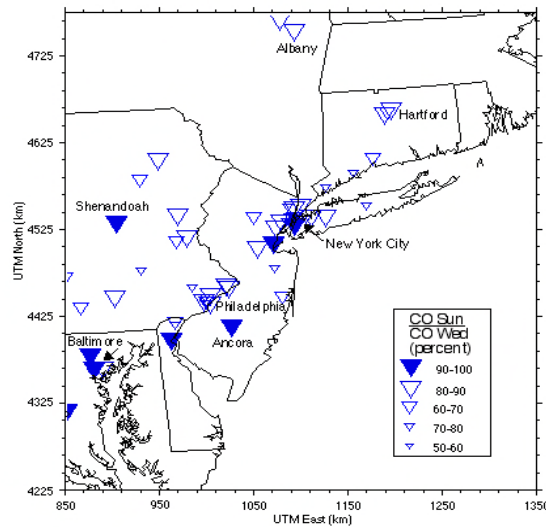 4725
4625
4525
4425
4325
4225
UTM North (km)
Albany
Hartford
Shenandoah
New York City
Philadelphia
Baltimore
Ancora
CO Sun
CO Wed
(percent)
90-100
80-90
60-70
70-80
50-60
850 950 1050 1150 1250 1350
UTM East (km)